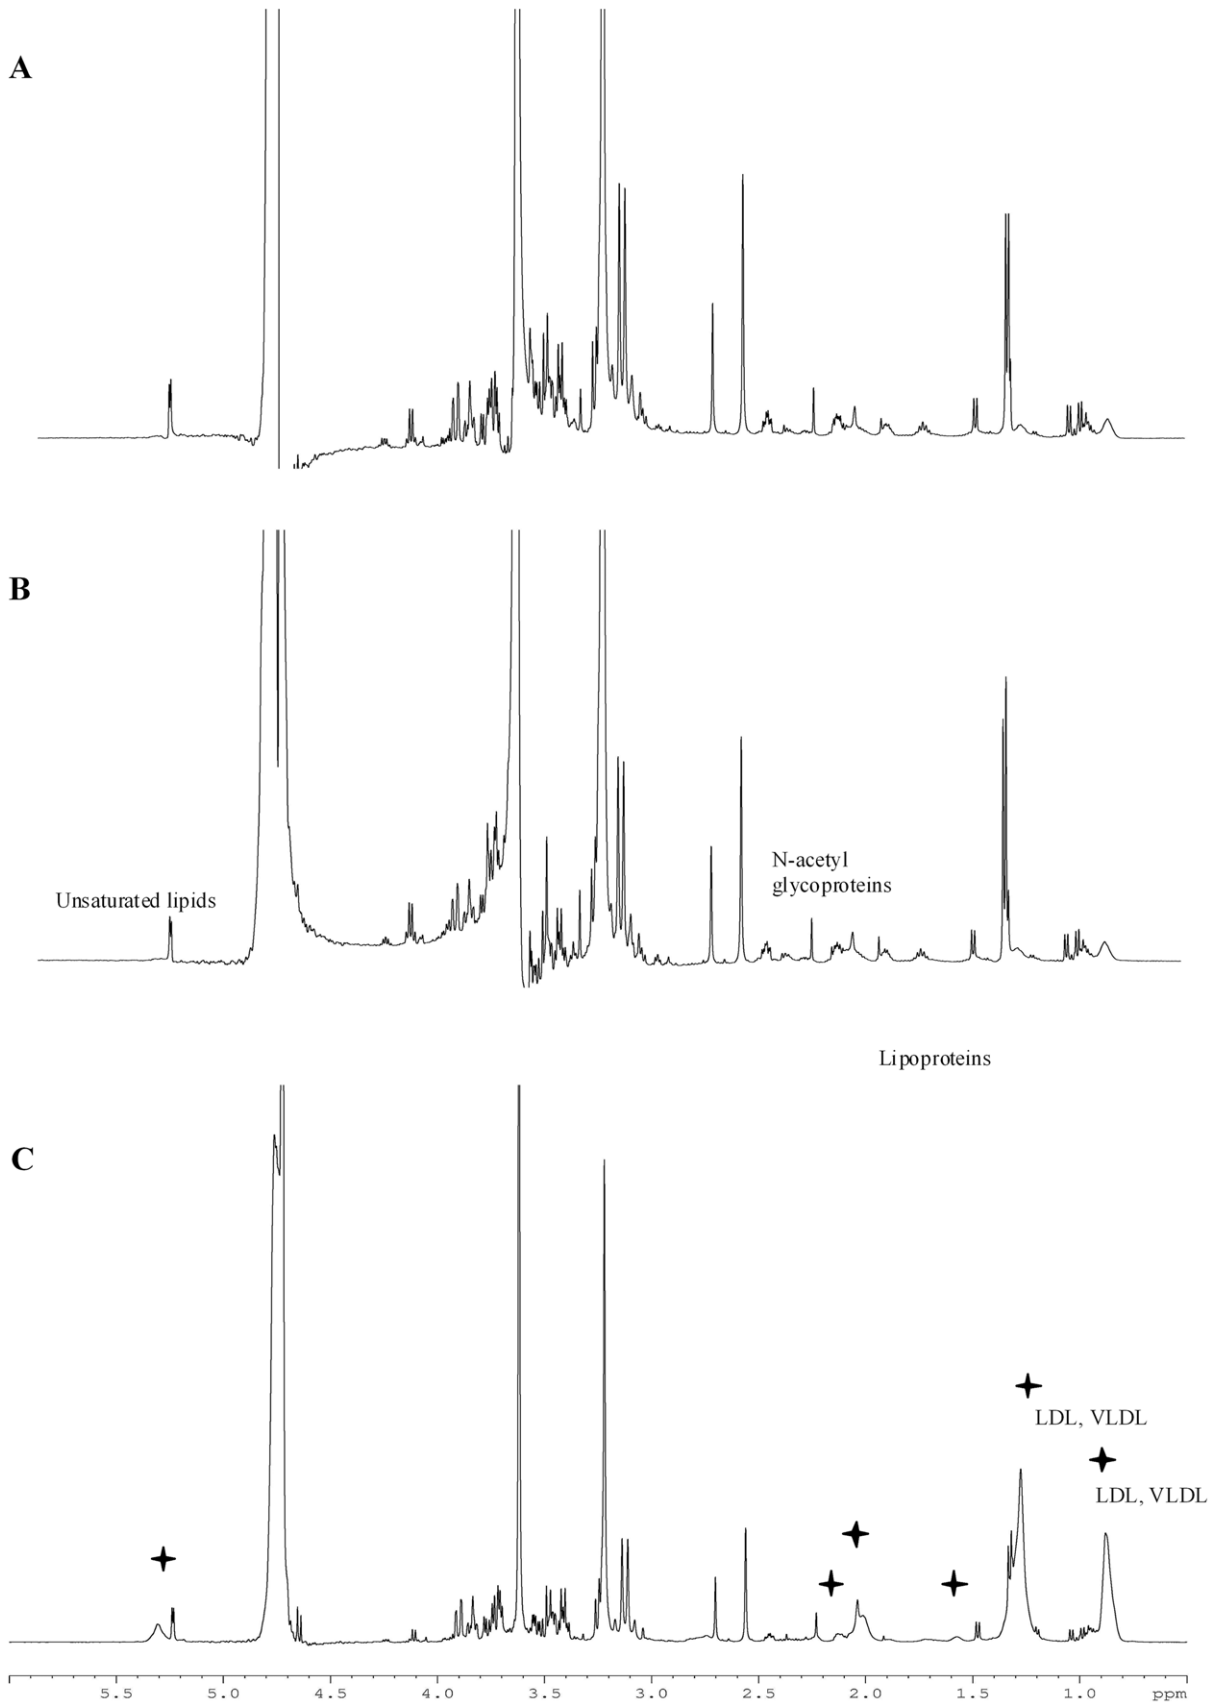 A
B
Unsaturated lipids
N-acetyl
glycoproteins
Lipoproteins
C
LDL, VLDL
LDL, VLDL
5.5 5.0 4.5 4.0 3.5 3.0 2.5 2.0 1.5 1.0 ppm